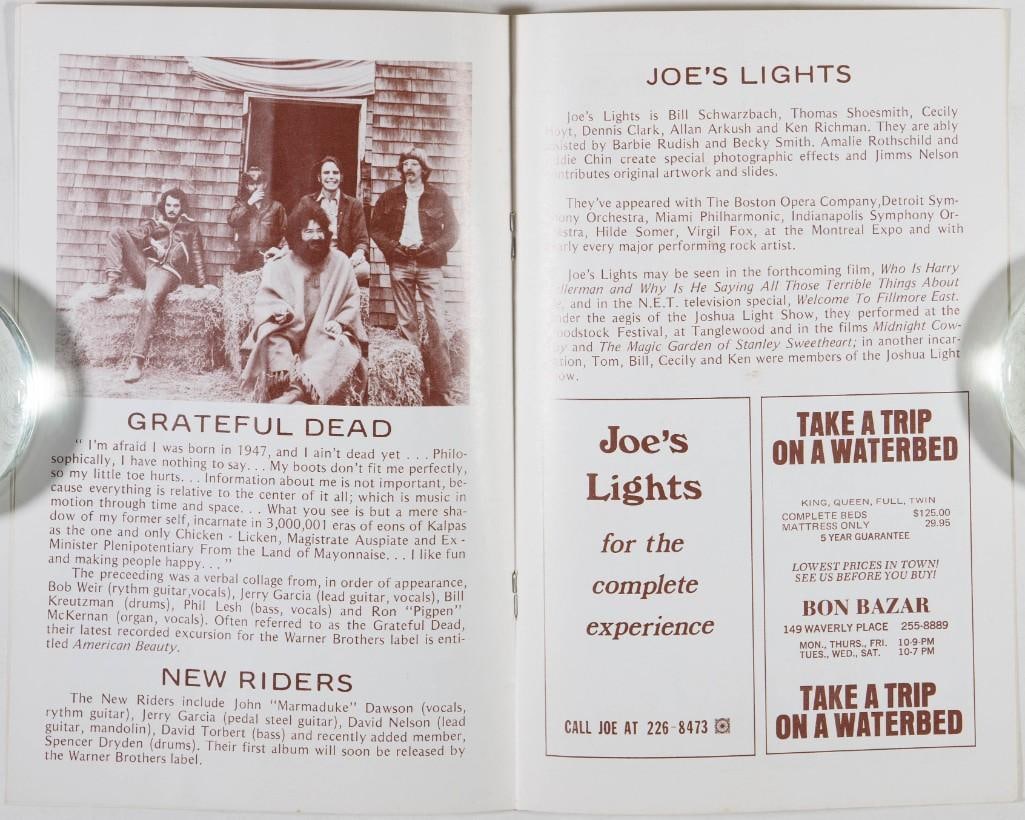 GRATEFUL DEAD
" I'm afraid I was born in 1947, and I ain't dead yet . . . Philo-
sophically, I have nothing to say. . . My boots don't fit me perfectly,
so my little toe hurts. . . Information about me is not important, be-
cause everything is relative to the center of it all; which is music in
motion through time and space. . . What you see is but a mere sha-
dow of my former self, incarnate in 3,000,001 eras of eons of Kalpas
as the one and only Chicken - Licken, Magistrate Auspiate and Ex -
Minister Plenipotentiary From the Land of Mayonnaise. . . I like fun
and making people happy. . . "
The preceeding was a verbal collage from, in order of appearance,
Bob Weir (rythm guitar,vocals), Jerry Garcia (lead guitar, vocals), Bill
Kreutzman (drums), Phil Lesh (bass, vocals) and Ron "Pigpen"
McKernan (organ, vocals). Often referred to as the Grateful Dead,
their latest recorded excursion for the Warner Brothers label is enti-
tled American Beauty.
NEW RIDERS
The New Riders include John "Marmaduke" Dawson (vocals,
rythm guitar), Jerry Garcia (pedal steel guitar), David Nelson (lead
guitar, mandolin), David Torbert (bass) and recently added member,
Spencer Dryden (drums). Their first album will soon be released by
the Warner Brothers label.
JOE'S LIGHTS
Joe's Lights is Bill Schwarzbach, Thomas Shoesmith, Cecily
Hoyt, Dennis Clark, Allan Arkush and Ken Richman. They are ably
sisted by Barbie Rudish and Becky Smith. Amalie Rothschild and
die Chin create special photographic effects and Jimms Nelson
ntributes original artwork and slides.
They've appeared with The Boston Opera Company,Detroit Sym-
ony Orchestra, Miami Philharmonic, Indianapolis Symphony Or-
stra, Hilde Somer, Virgil Fox, at the Montreal Expo and with
arly every major performing rock artist.
Joe's Lights may be seen in the forthcoming film, Who Is Harry
llerman and Why Is He Saying All Those Terrible Things About
, and in the N.E.T. television special, Welcome To Fillmore East.
der the aegis of the Joshua Light Show, they performed at the
odstock Festival, at Tanglewood and in the films Midnight Cow-
y and The Magic Garden of Stanley Sweetheart; in another incar-
tion, Tom, Bill, Cecily and Ken were members of the Joshua Light
ow.
Joe's
Lights
for the
complete
experience
CALL JOE AT 226-8473
TAKE A TRIP
ON A WATERBED
KING, QUEEN, FULL, TWIN
COMPLETE BEDS $125.00
MATTRESS ONLY 29.95
5 YEAR GUARANTEE
LOWEST PRICES IN TOWN!
SEE US BEFORE YOU BUY!
BON BAZAR
149 WAVERLY PLACE 255-8889
MON., THURS., FRI. 10-9-PM
TUES., WED., SAT. 10-7 PM
TAKE A TRIP
ON A WATERBED